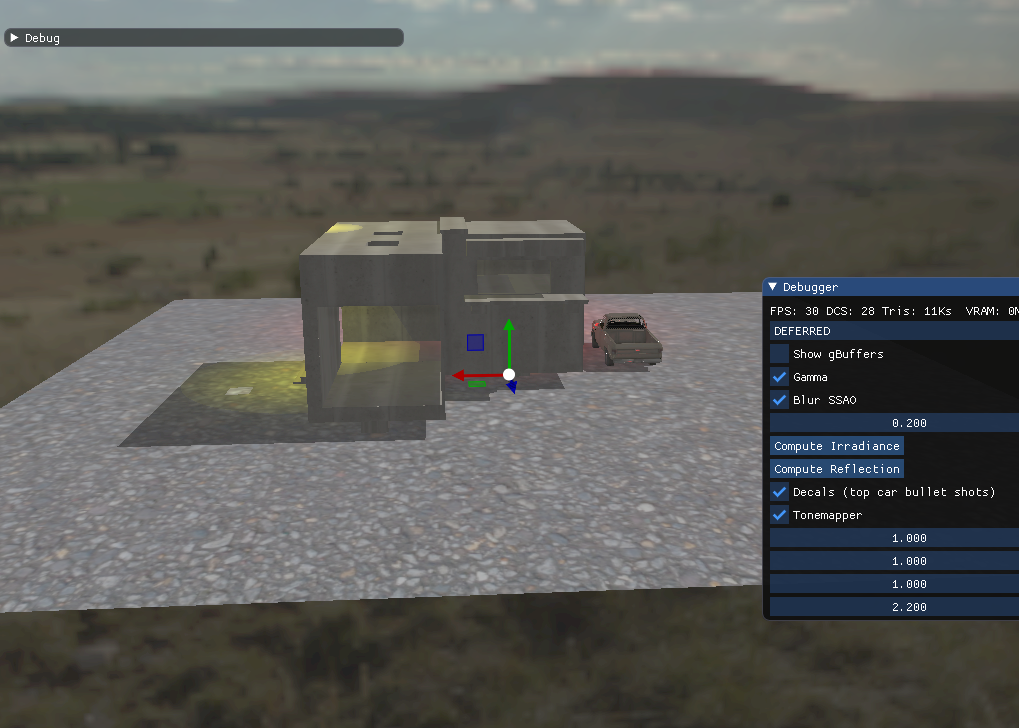 Debug
Debugger
FPS: 30 DCS: 28 Tris: 11Ks VRAM:
DEFERRED
Show gBuffers
Gamma
Blur SSAO
0.200
Compute Irradiance
Compute Reflection
Decals (top car bullet shots)
Tonemapper
1.000
1.000
1.000
2.200